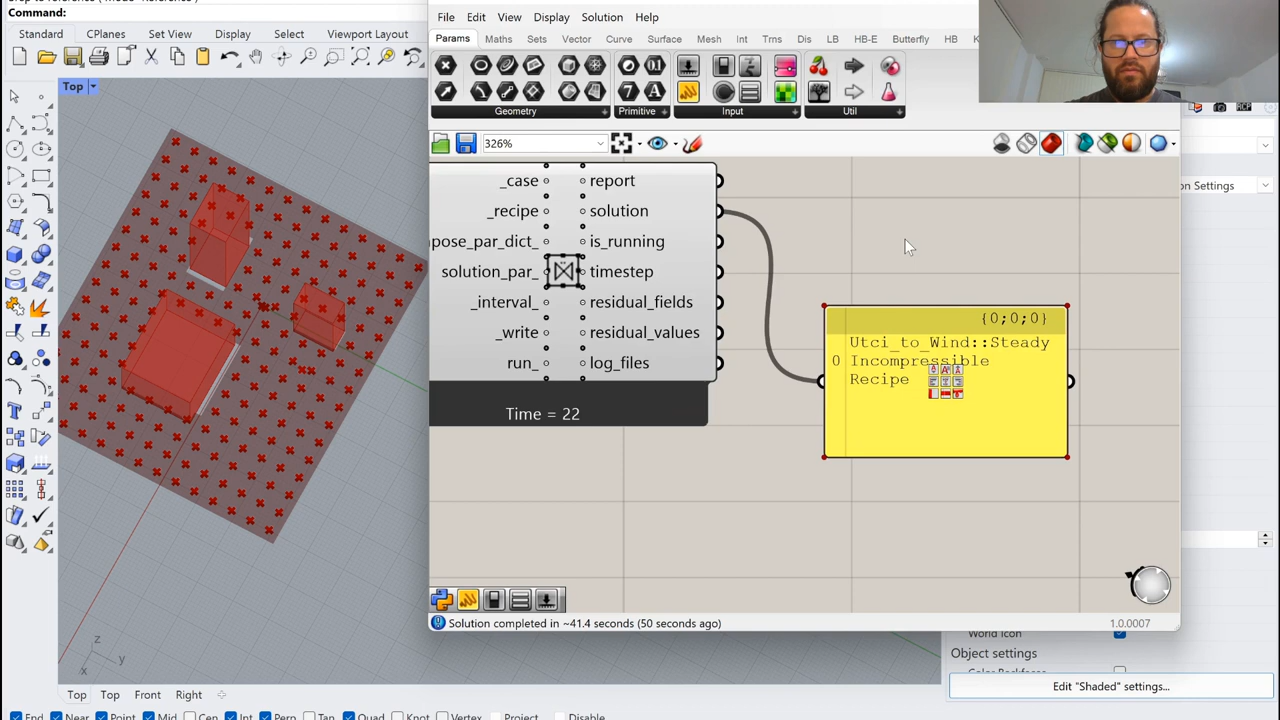 Command:
File Edit View Display Solution Help
Standard CPlanes Set View Display Select Viewport Layout
Params Maths Sets Vector Curve Surface Mesh Int Trns Dis LB HB-E Butterfly HB
Geometry Primitive Input Util
Top
326%
_case report
_recipe solution
pose_par_dict_ is_running
solution_par_ timestep
_interval_ residual_fields
_write residual_values
run_ log_files
Time = 22
{0;0;0}
Utci_to_Wind::Steady
0 Incompressible
Recipe
on Settings
z
y
x
Solution completed in ~41.4 seconds (50 seconds ago)
1.0.0007
World Icon
Object settings
Edit "Shaded" settings...
Top Top Front Right
End Near Point Mid Cen Int Perp Tan Quad Knot Vertex Project Disable